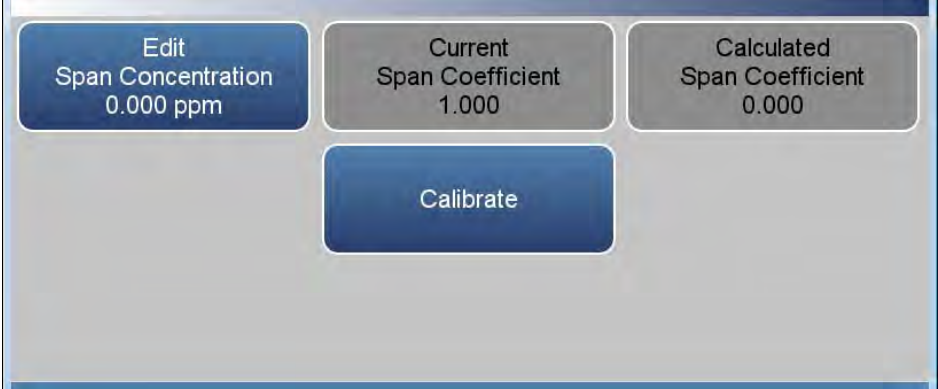 Edit
Span Concentration
0.000 ppm
Current
Span Coefficient
1.000
Calculated
Span Coefficient
0.000
Calibrate